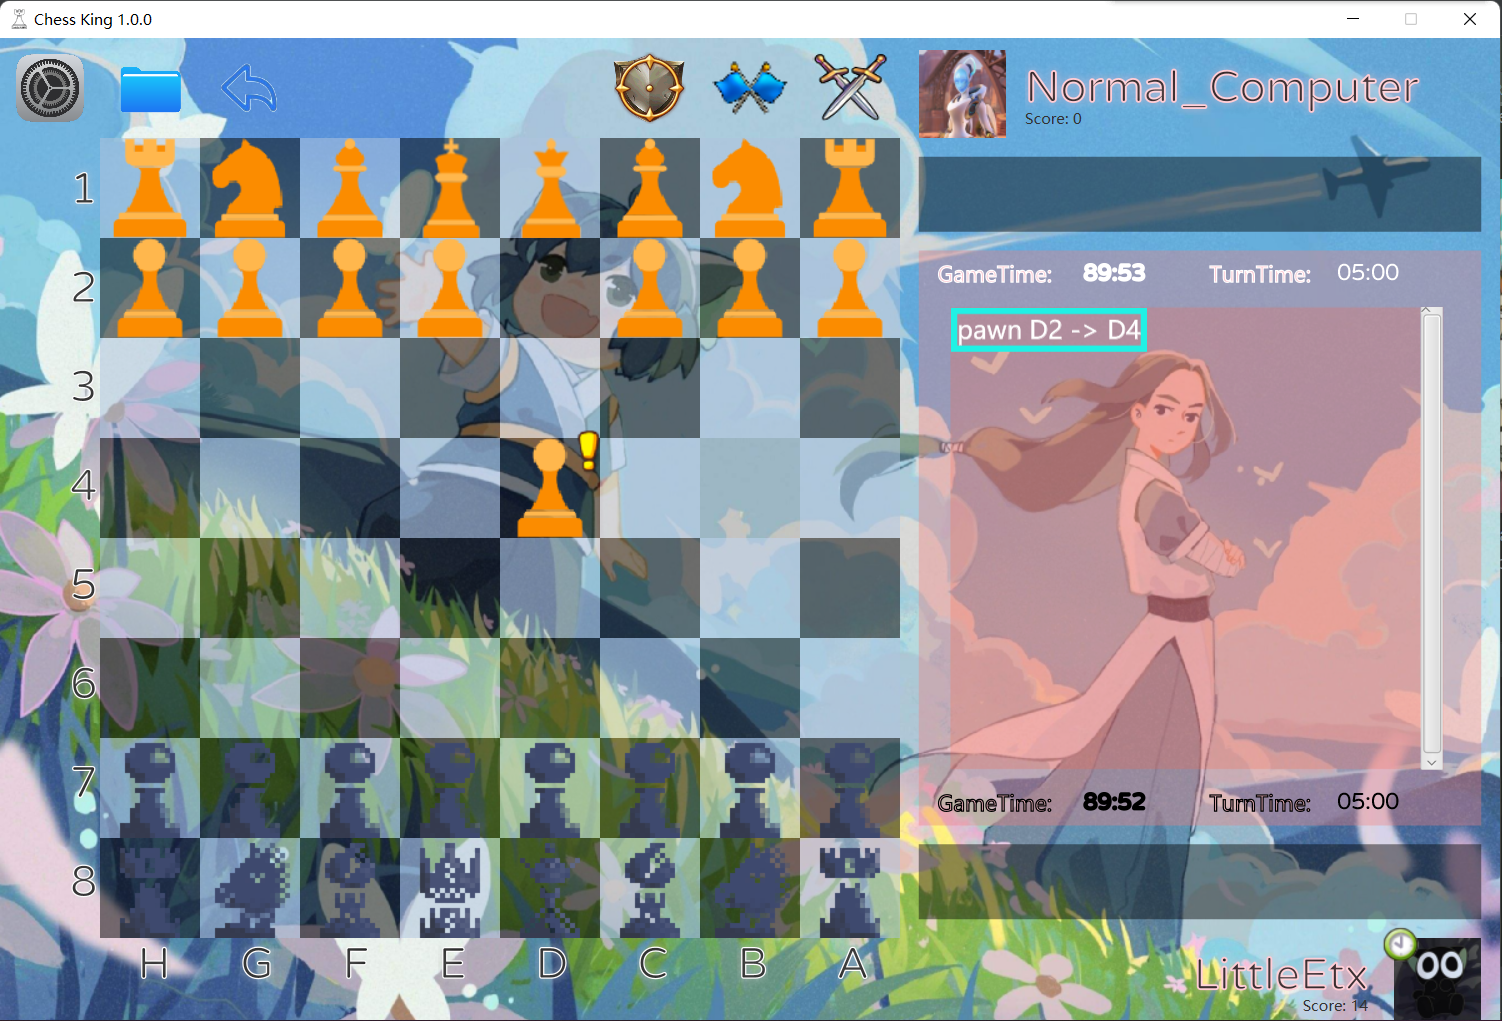 Chess King 1.0.0
Normal_Computer
Score: 0
1
2
3
4
5
6
7
8
GameTime: 89:53 TurnTime: 05:00
pawn D2 -> D4
GameTime: 89:52 TurnTime: 05:00
H G F E D C B A
LittleEtx
Score: 14